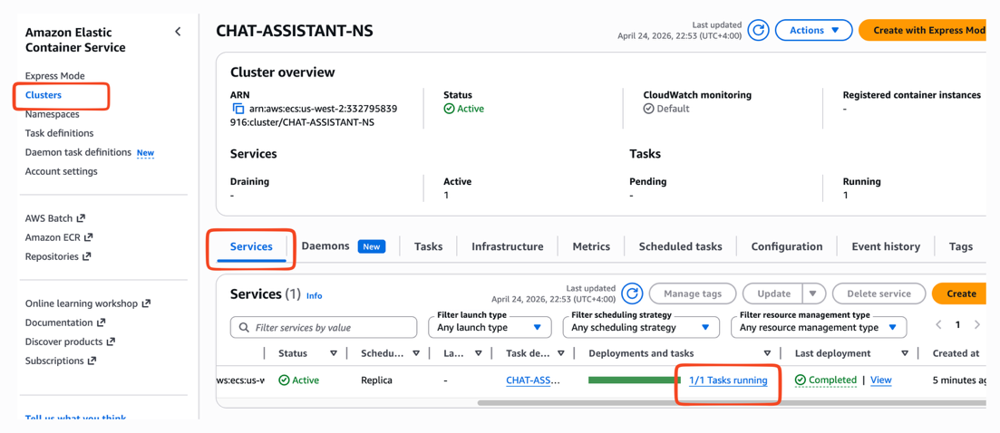 Amazon Elastic
Container Service
Express Mode
Clusters
Namespaces
Task definitions
Daemon task definitions New
Account settings
AWS Batch
Amazon ECR
Repositories
Online learning workshop
Documentation
Discover products
Subscriptions
Tell us what you think
CHAT-ASSISTANT-NS
Last updated
April 24, 2026, 22:53 (UTC+4:00)
Actions
Create with Express Mod
Cluster overview
ARN
arn:aws:ecs:us-west-2:332795839
916:cluster/CHAT-ASSISTANT-NS
Status
Active
CloudWatch monitoring
Default
Registered container instances
-
Services
Draining
-
Active
1
Tasks
Pending
-
Running
1
Services Daemons New Tasks Infrastructure Metrics Scheduled tasks Configuration Event history Tags
Services (1) Info
Last updated
April 24, 2026, 22:53 (UTC+4:00)
Manage tags Update Delete service Create
Filter services by value
Filter launch type
Any launch type
Filter scheduling strategy
Any scheduling strategy
Filter resource management type
Any resource management type
1
Status Schedu... La... Task de... Deployments and tasks Last deployment Created at
ws:ecs:us-w Active Replica - CHAT-ASS... 1/1 Tasks running Completed | View 5 minutes ag